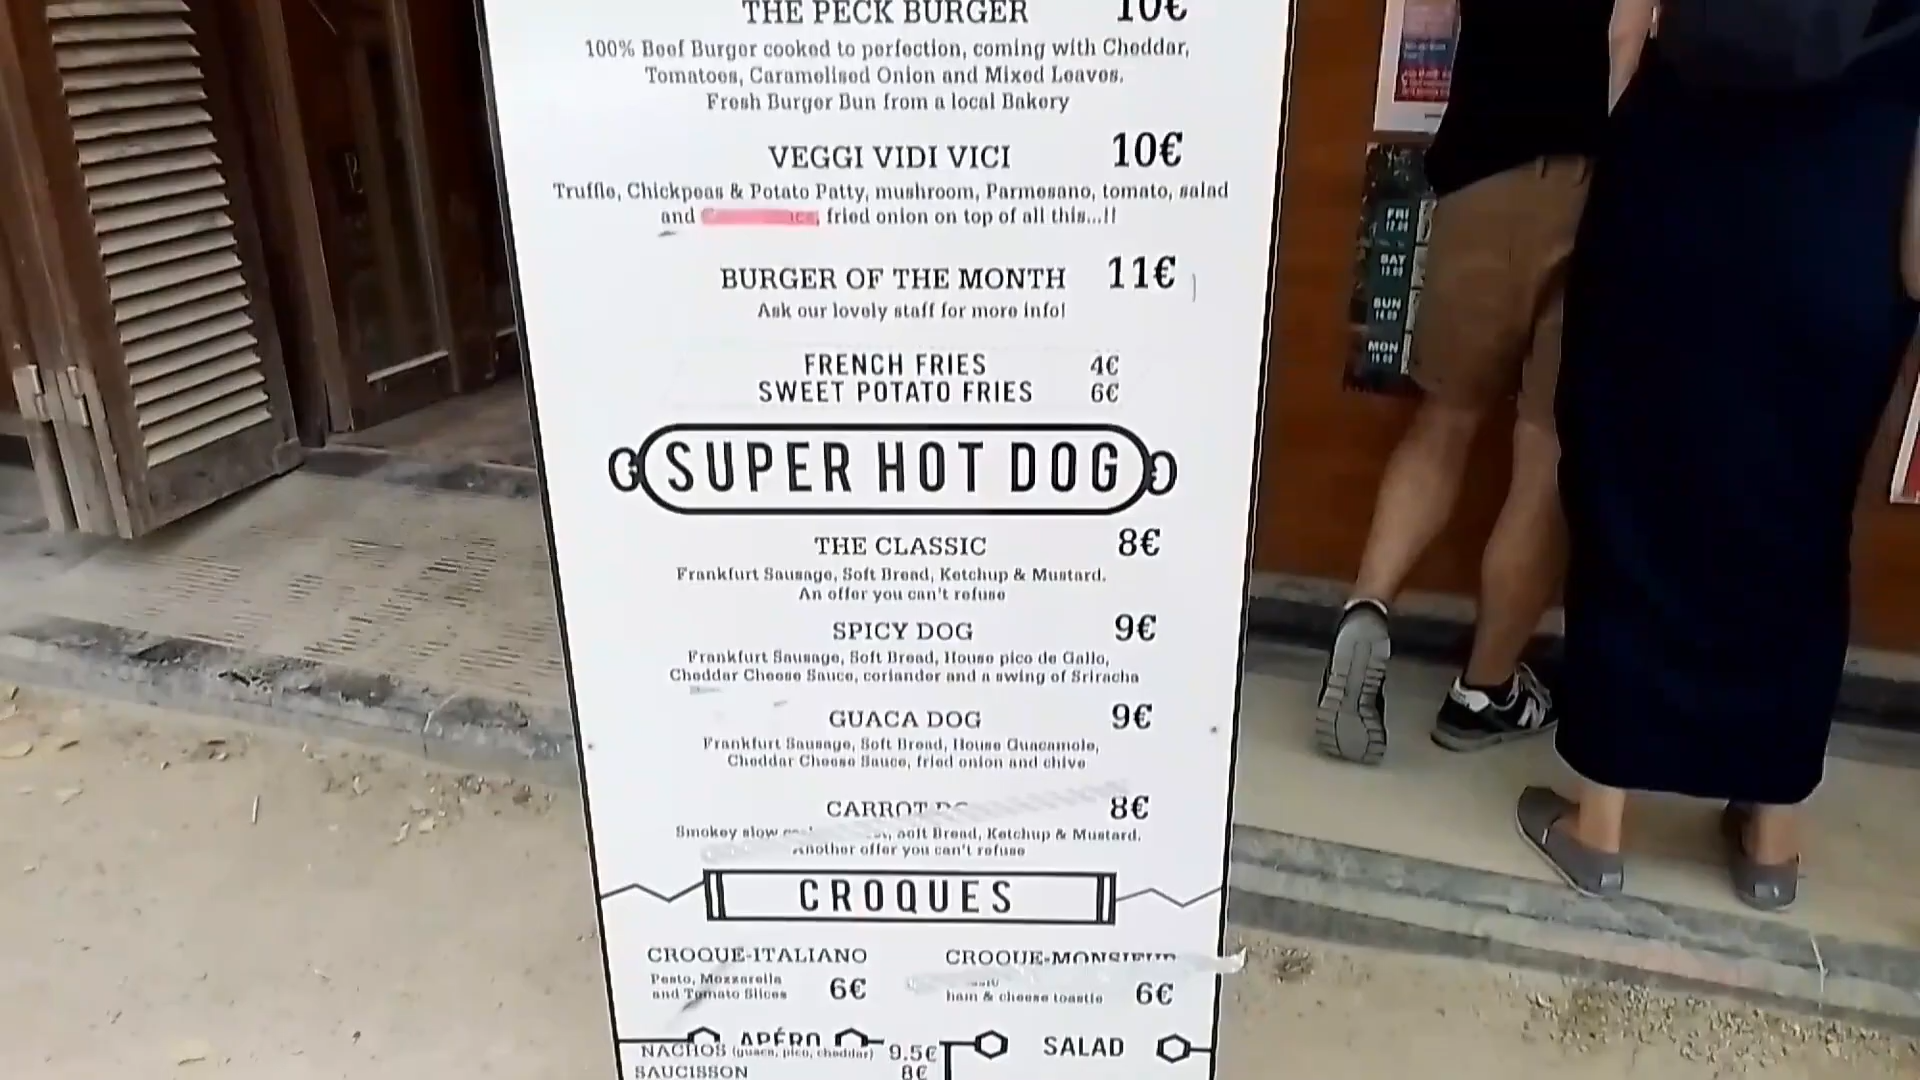 THE PECK BURGER 10€
100% Beef Burger cooked to perfection, coming with Cheddar,
Tomatoes, Caramelised Onion and Mixed Leaves.
Fresh Burger Bun from a local Bakery
VEGGI VIDI VICI 10€
Truffle, Chickpeas & Potato Patty, mushroom, Parmesano, tomato, salad
and fried onion on top of all this...!!
BURGER OF THE MONTH 11€
Ask our lovely staff for more info!
FRENCH FRIES 4€
SWEET POTATO FRIES 6€
SUPER HOT DOG
THE CLASSIC 8€
Frankfurt Sausage, Soft Bread, Ketchup & Mustard.
An offer you can't refuse
SPICY DOG 9€
Frankfurt Sausage, Soft Bread, House pico de Gallo,
Cheddar Cheese Sauce, coriander and a swing of Sriracha
GUACA DOG 9€
Frankfurt Sausage, Soft Bread, House Guacamole,
Cheddar Cheese Sauce, fried onion and chive
CARROT 8€
Smokey slow soft Bread, Ketchup & Mustard.
Another offer you can't refuse
CROQUES
CROQUE-ITALIANO
Pesto, Mozzarella
and Tomato Slices 6€
CROQUE-MONSIEUR
ham & cheese toastie 6€
APÉRO
NACHOS (guaca, pico, cheddar) 9.5€
SAUCISSON 8€
SALAD
FRI
SAT
SUN
MON
N